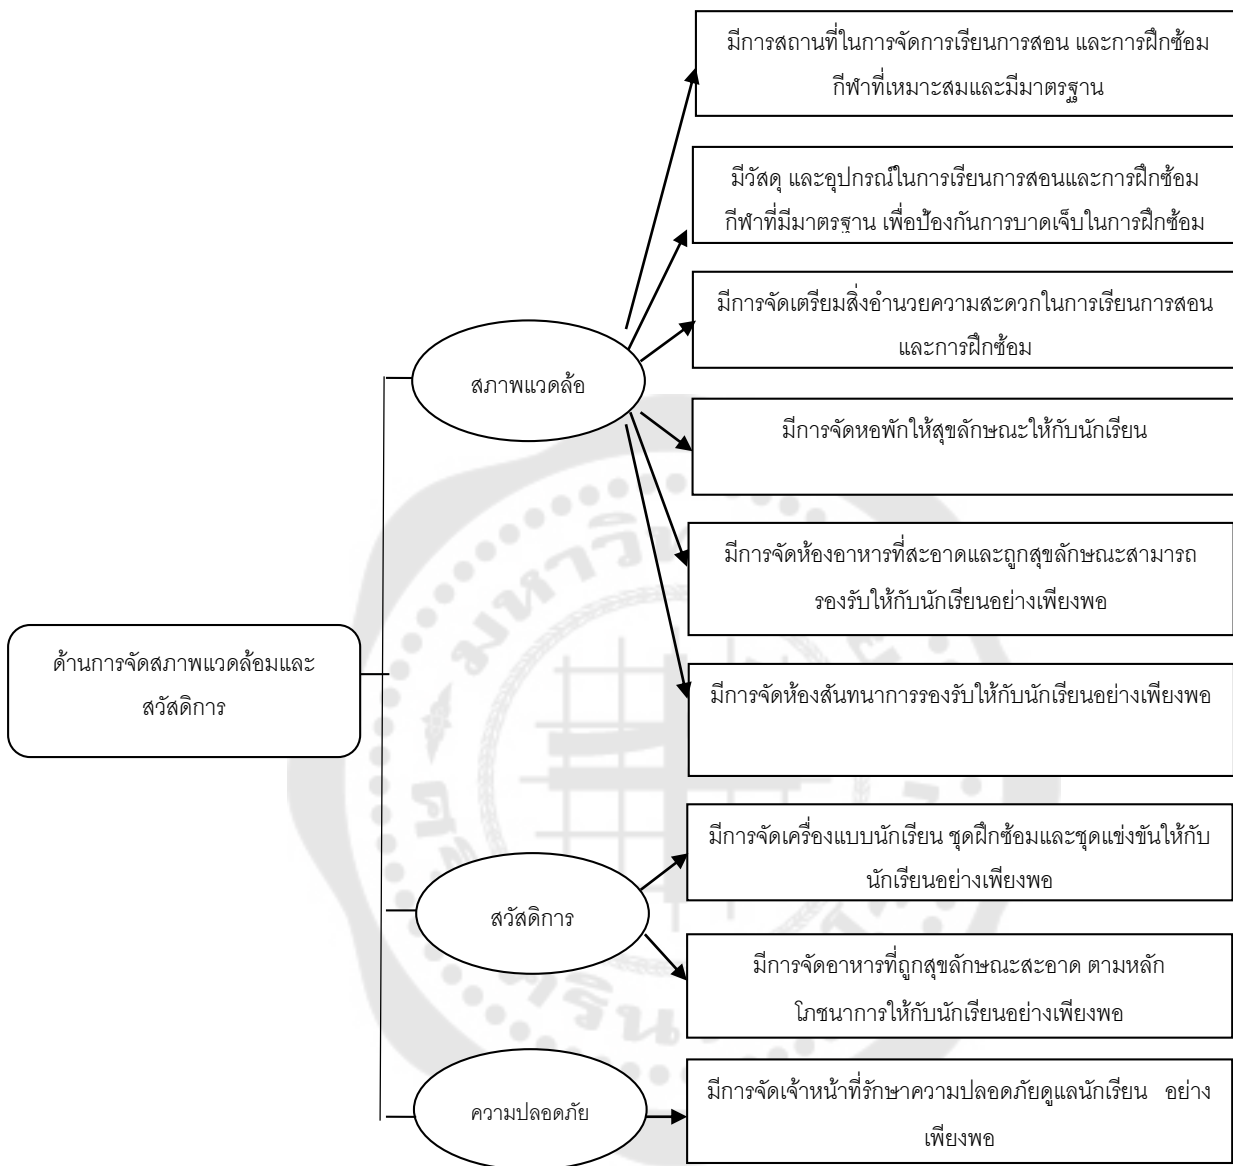 มีการสถานที่ในการจัดการเรียนการสอน และการฝึกซ้อม
กีฬาที่เหมาะสมและมีมาตรฐาน
มีวัสดุ และอุปกรณ์ในการเรียนการสอนและการฝึกซ้อม
กีฬาที่มีมาตรฐาน เพื่อป้องกันการบาดเจ็บในการฝึกซ้อม
มีการจัดเตรียมสิ่งอำนวยความสะดวกในการเรียนการสอน
และการฝึกซ้อม
สภาพแวดล้อ
มีการจัดหอพักให้สุขลักษณะให้กับนักเรียน
มีการจัดห้องอาหารที่สะอาดและถูกสุขลักษณะสามารถ
รองรับให้กับนักเรียนอย่างเพียงพอ
ด้านการจัดสภาพแวดล้อมและ
สวัสดิการ
มีการจัดห้องสันทนาการรองรับให้กับนักเรียนอย่างเพียงพอ
มีการจัดเครื่องแบบนักเรียน ชุดฝึกซ้อมและชุดแข่งขันให้กับ
นักเรียนอย่างเพียงพอ
สวัสดิการ
มีการจัดอาหารที่ถูกสุขลักษณะสะอาด ตามหลัก
โภชนาการให้กับนักเรียนอย่างเพียงพอ
ความปลอดภัย
มีการจัดเจ้าหน้าที่รักษาความปลอดภัยดูแลนักเรียน อย่าง
เพียงพอ